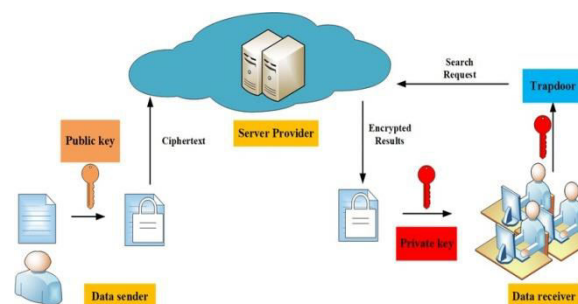 Search
Request
Trapdoor
Public key
Ciphertext
Server Provider
Encrypted
Results
Private key
Data sender
Data receiver